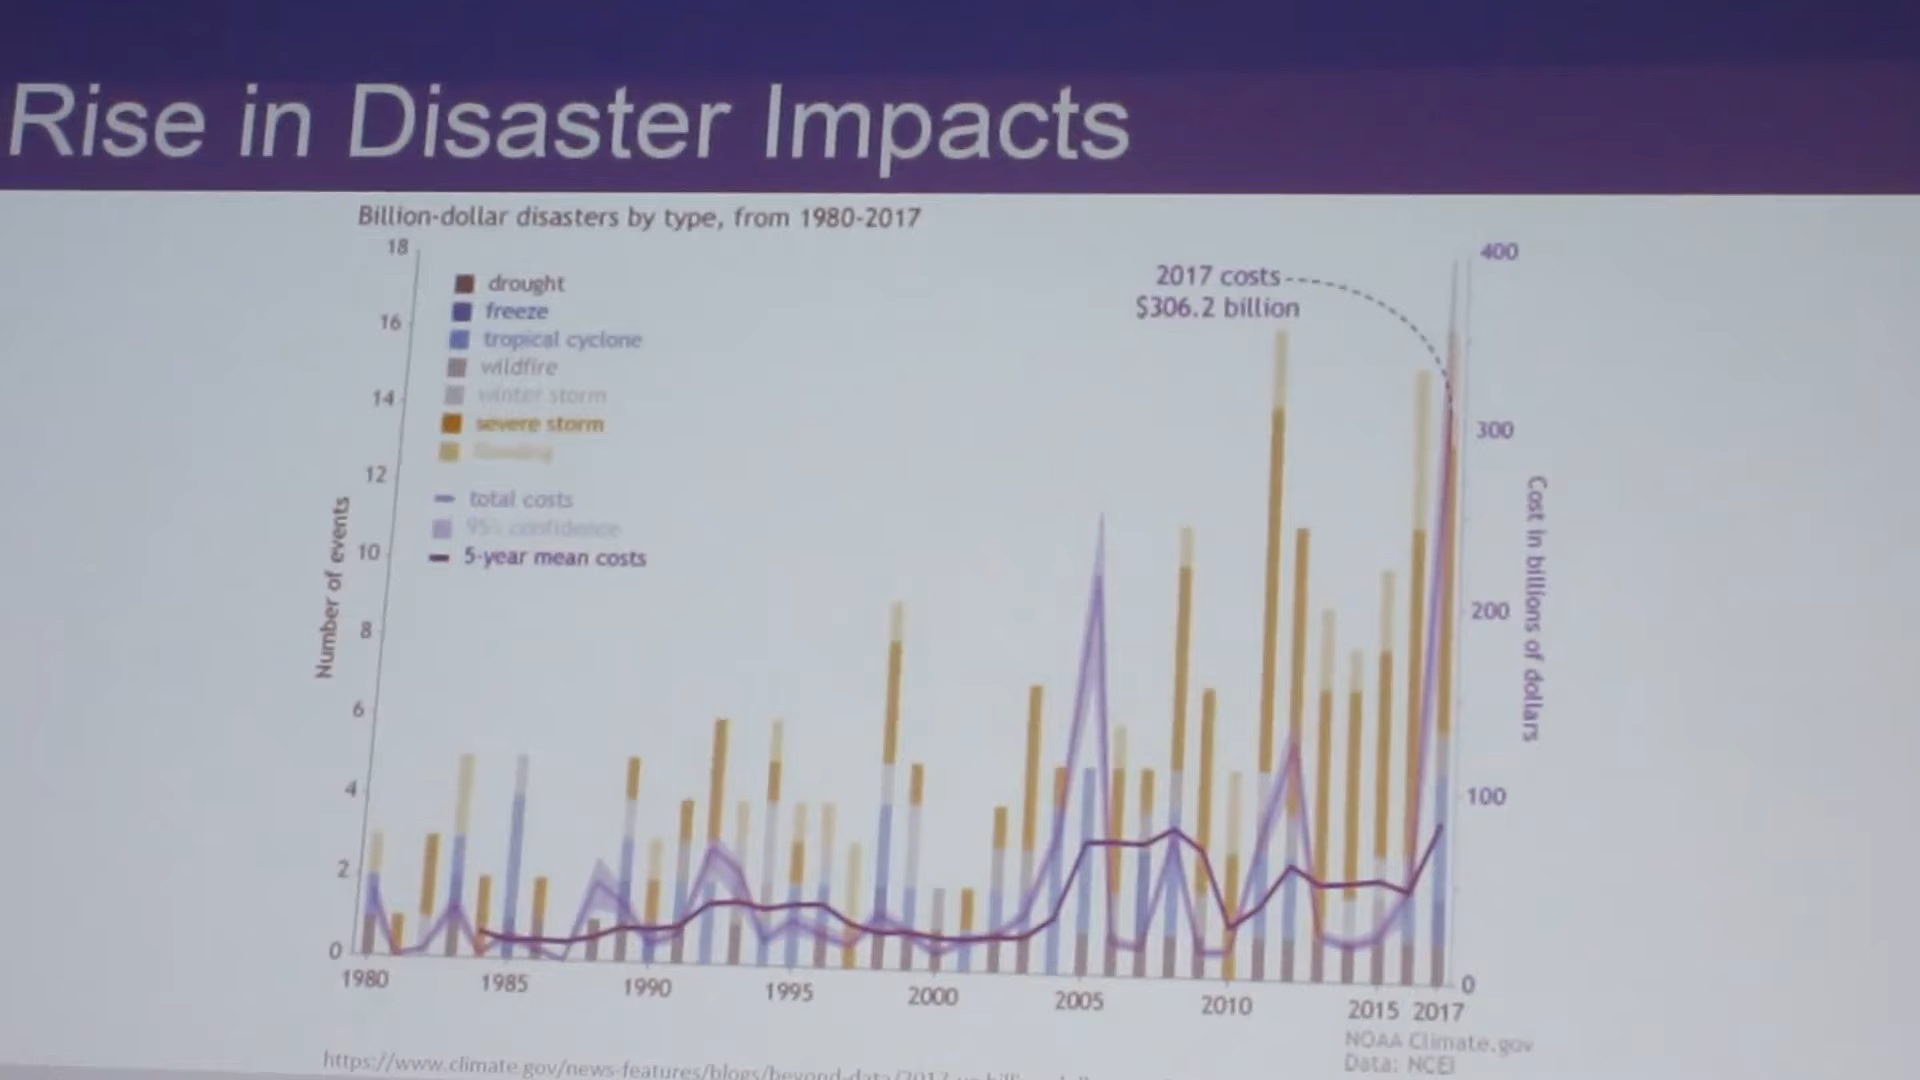 Rise in Disaster Impacts
Billion-dollar disasters by type, from 1980-2017
18
16
14
12
10
8
6
4
2
0
Number of events
drought
freeze
tropical cyclone
wildfire
winter storm
severe storm
flooding
total costs
95% confidence
5-year mean costs
2017 costs
$306.2 billion
400
300
200
100
0
Cost in billions of dollars
1980
1985
1990
1995
2000
2005
2010
2015
2017
NOAA Climate.gov
Data: NCEI
https://www.climate.gov/news-features/blogs/beyond-data/2017